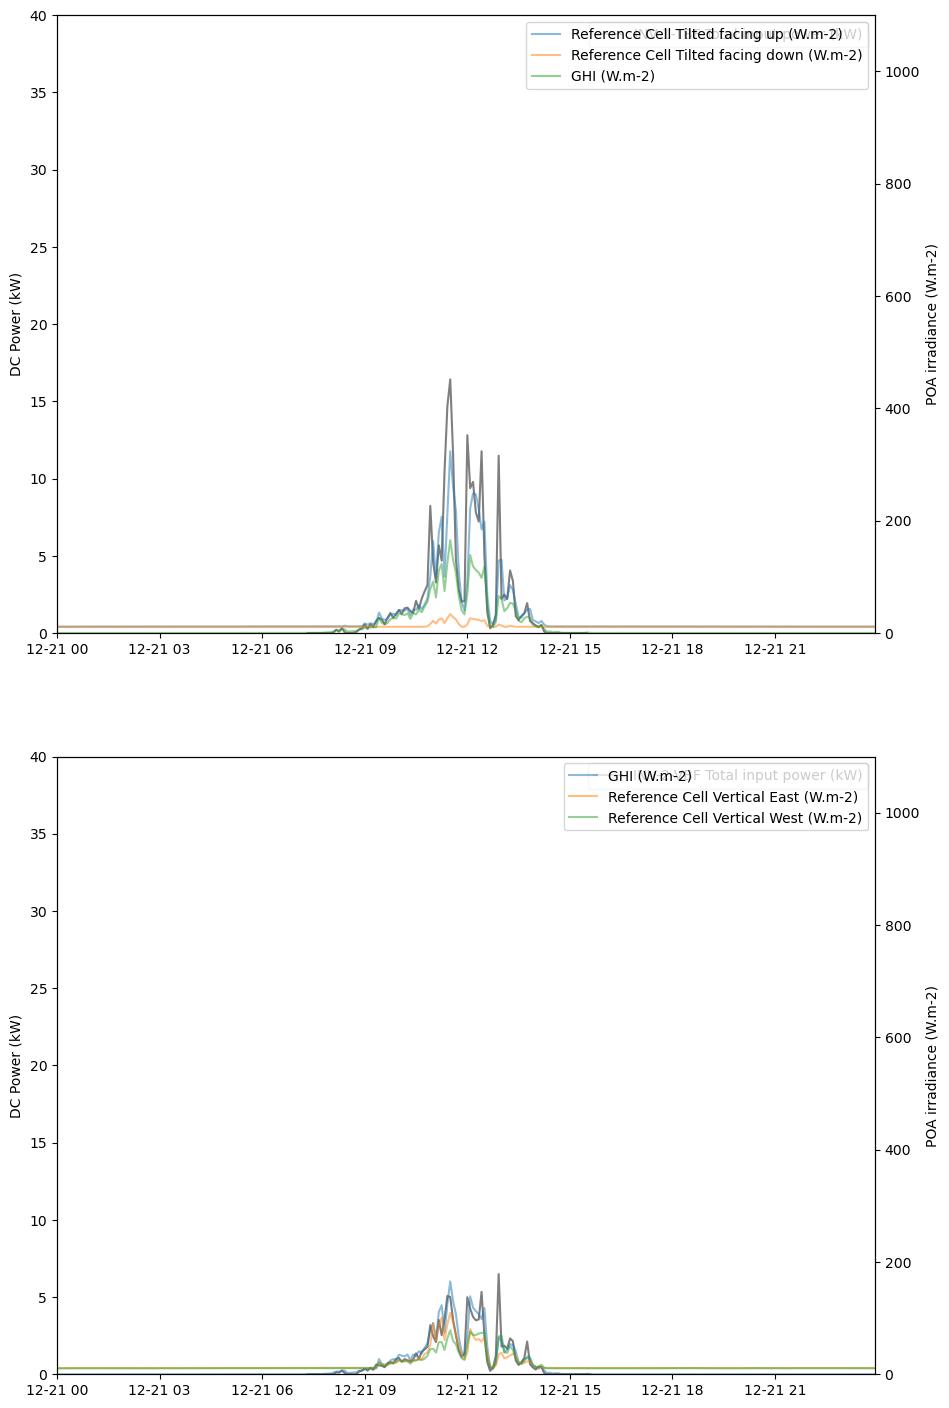 40
35
30
25
20
15
10
5
0
DC Power (kW)
Reference Cell Tilted facing up (W.m-2)
Reference Cell Tilted facing down (W.m-2)
GHI (W.m-2)
1000
800
600
400
200
0
POA irradiance (W.m-2)
12-21 00 12-21 03 12-21 06 12-21 09 12-21 12 12-21 15 12-21 18 12-21 21
40
35
30
25
20
15
10
5
0
DC Power (kW)
GHI (W.m-2) Total input power (kW)
Reference Cell Vertical East (W.m-2)
Reference Cell Vertical West (W.m-2)
1000
800
600
400
200
0
POA irradiance (W.m-2)
12-21 00 12-21 03 12-21 06 12-21 09 12-21 12 12-21 15 12-21 18 12-21 21